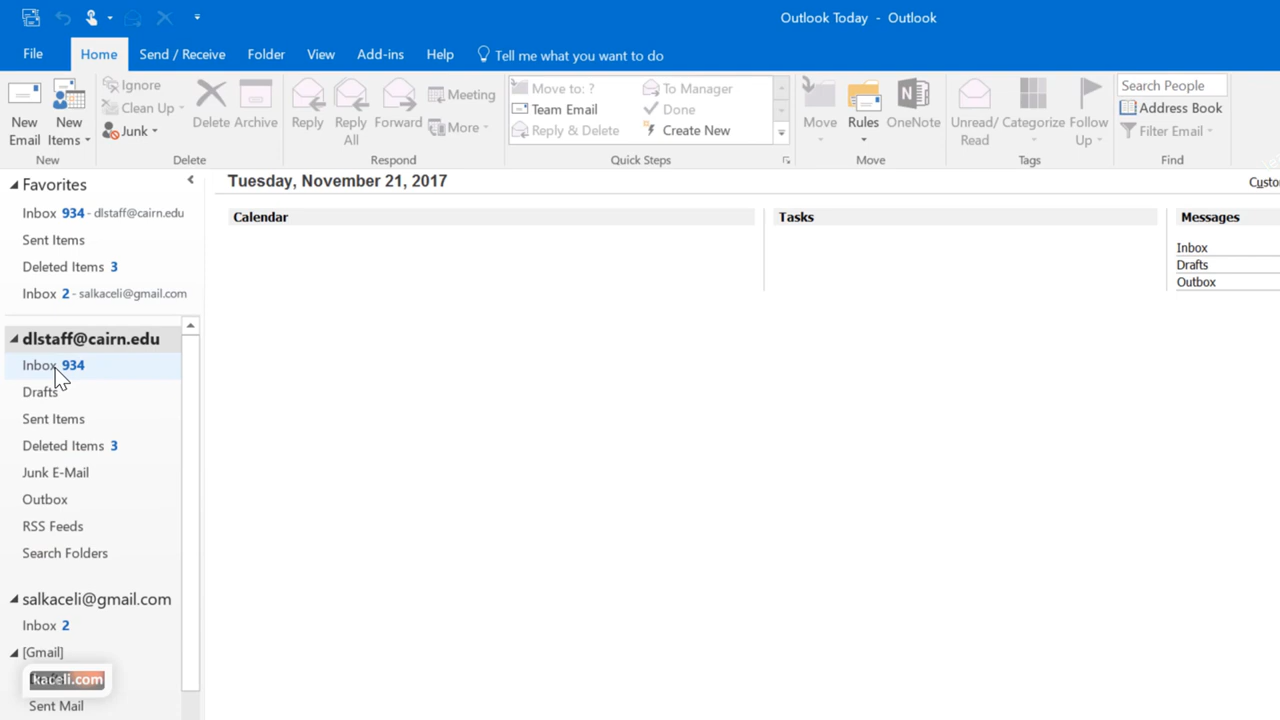 Outlook Today - Outlook
File Home Send / Receive Folder View Add-ins Help Tell me what you want to do
New Email
New Items
New
Ignore
Clean Up
Junk
Delete
Archive
Delete
Reply
Reply All
Forward
Meeting
More
Respond
Move to: ?
Team Email
Reply & Delete
To Manager
Done
Create New
Quick Steps
Move
Rules
OneNote
Move
Unread/ Read
Categorize
Follow Up
Tags
Search People
Address Book
Filter Email
Find
Favorites
Inbox 934 - dlstaff@cairn.edu
Sent Items
Deleted Items 3
Inbox 2 - salkaceli@gmail.com
dlstaff@cairn.edu
Inbox 934
Drafts
Sent Items
Deleted Items 3
Junk E-Mail
Outbox
RSS Feeds
Search Folders
salkaceli@gmail.com
Inbox 2
[Gmail]
kaceli.com
Sent Mail
Tuesday, November 21, 2017
Calendar
Tasks
Messages
Inbox
Drafts
Outbox